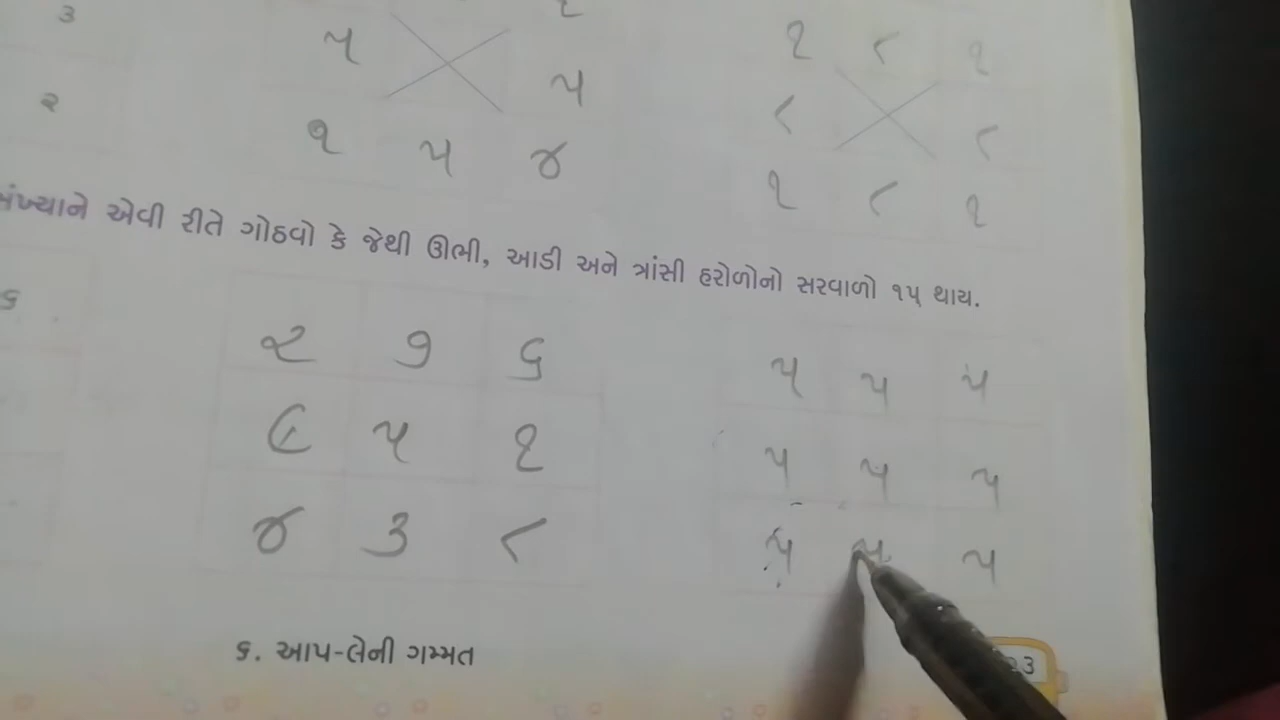 ૩
૫
૫
૨
૧ ૫ ૪
૨ ૮ ૨
૮ ૮
૨ ૮ ૨
સંખ્યાને એવી રીતે ગોઠવો કે જેથી ઊભી, આડી અને ત્રાંસી હરોળોનો સરવાળો ૧૫ થાય.
૬
૨ ૭ ૬
૯ ૫ ૧
૪ ૩ ૮
૫ ૫ ૫
૫ ૫ ૫
૫ ૫ ૫
૬. આપ-લેની ગમ્મત